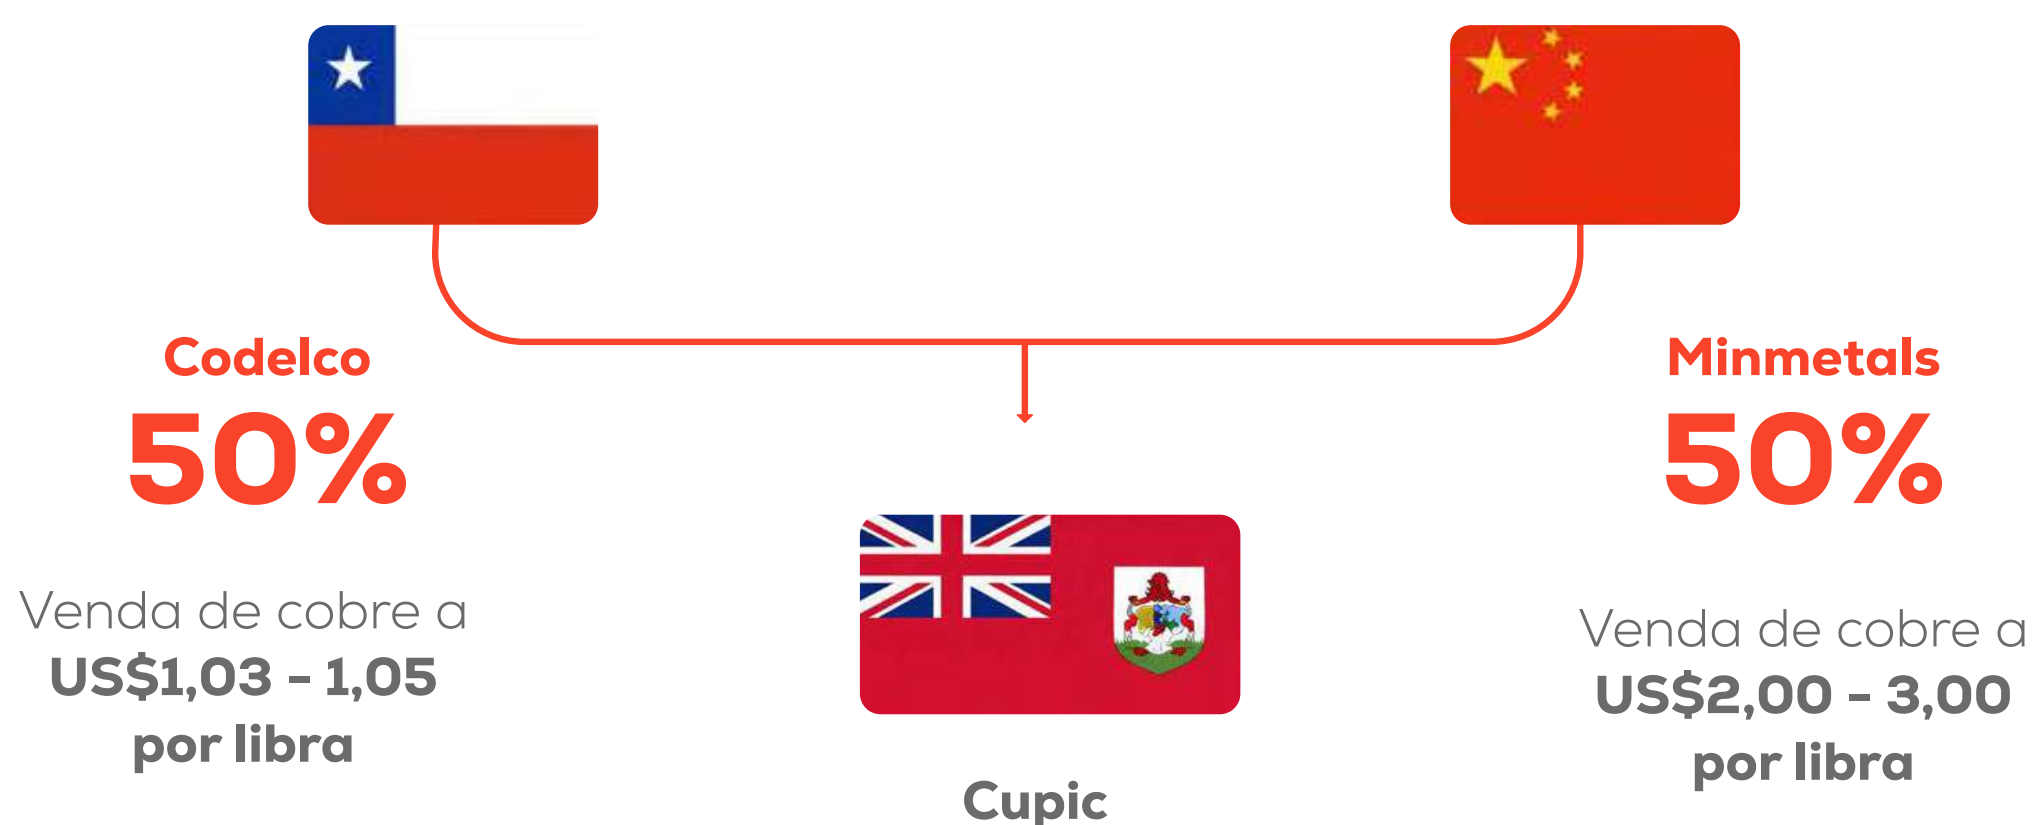 Codelco
50%
Venda de cobre a
US$1,03 - 1,05
por libra
Cupic
Minmetals
50%
Venda de cobre a
US$2,00 - 3,00
por libra